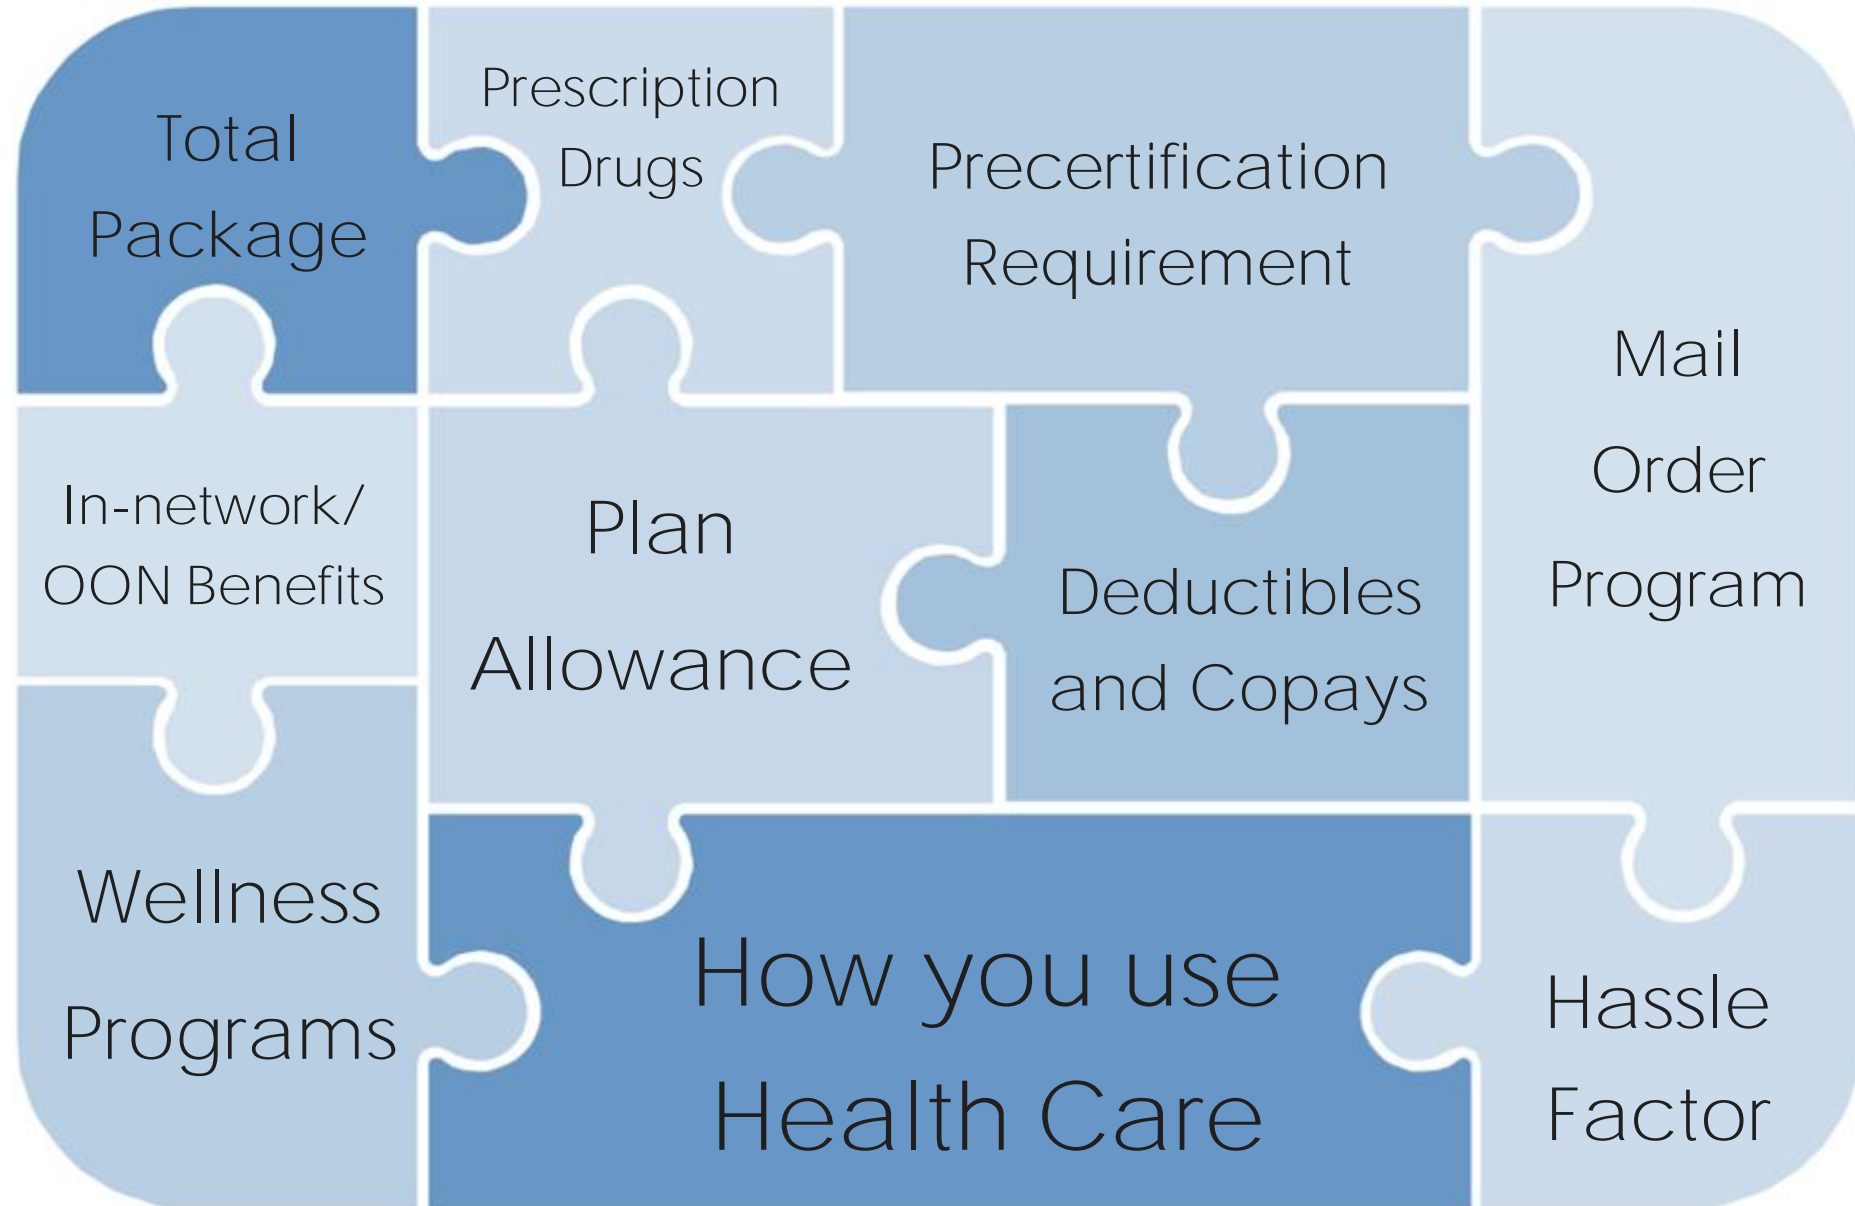 Total
Package
Prescription
Drugs
Precertification
Requirement
Mail
Order
Program
In-network/
OON Benefits
Plan
Allowance
Deductibles
and Copays
Wellness
Programs
How you use
Health Care
Hassle
Factor